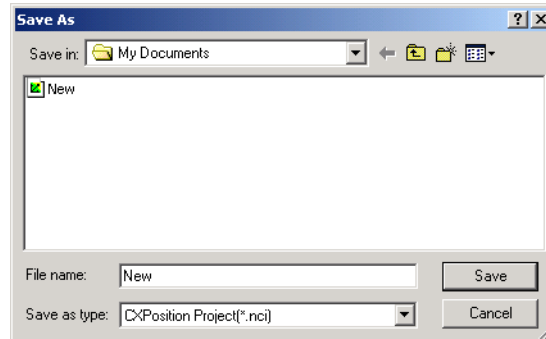 Save As
Save in: My Documents
New
File name: New
Save
Save as type: CXPosition Project(*.nci)
Cancel